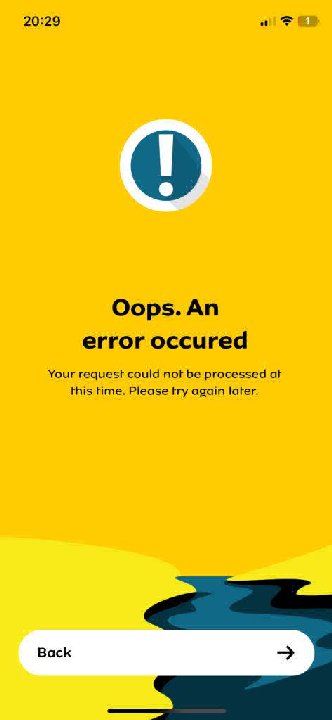 20:29
Oops. An
error occured
Your request could not be processed at
this time. Please try again later.
Back